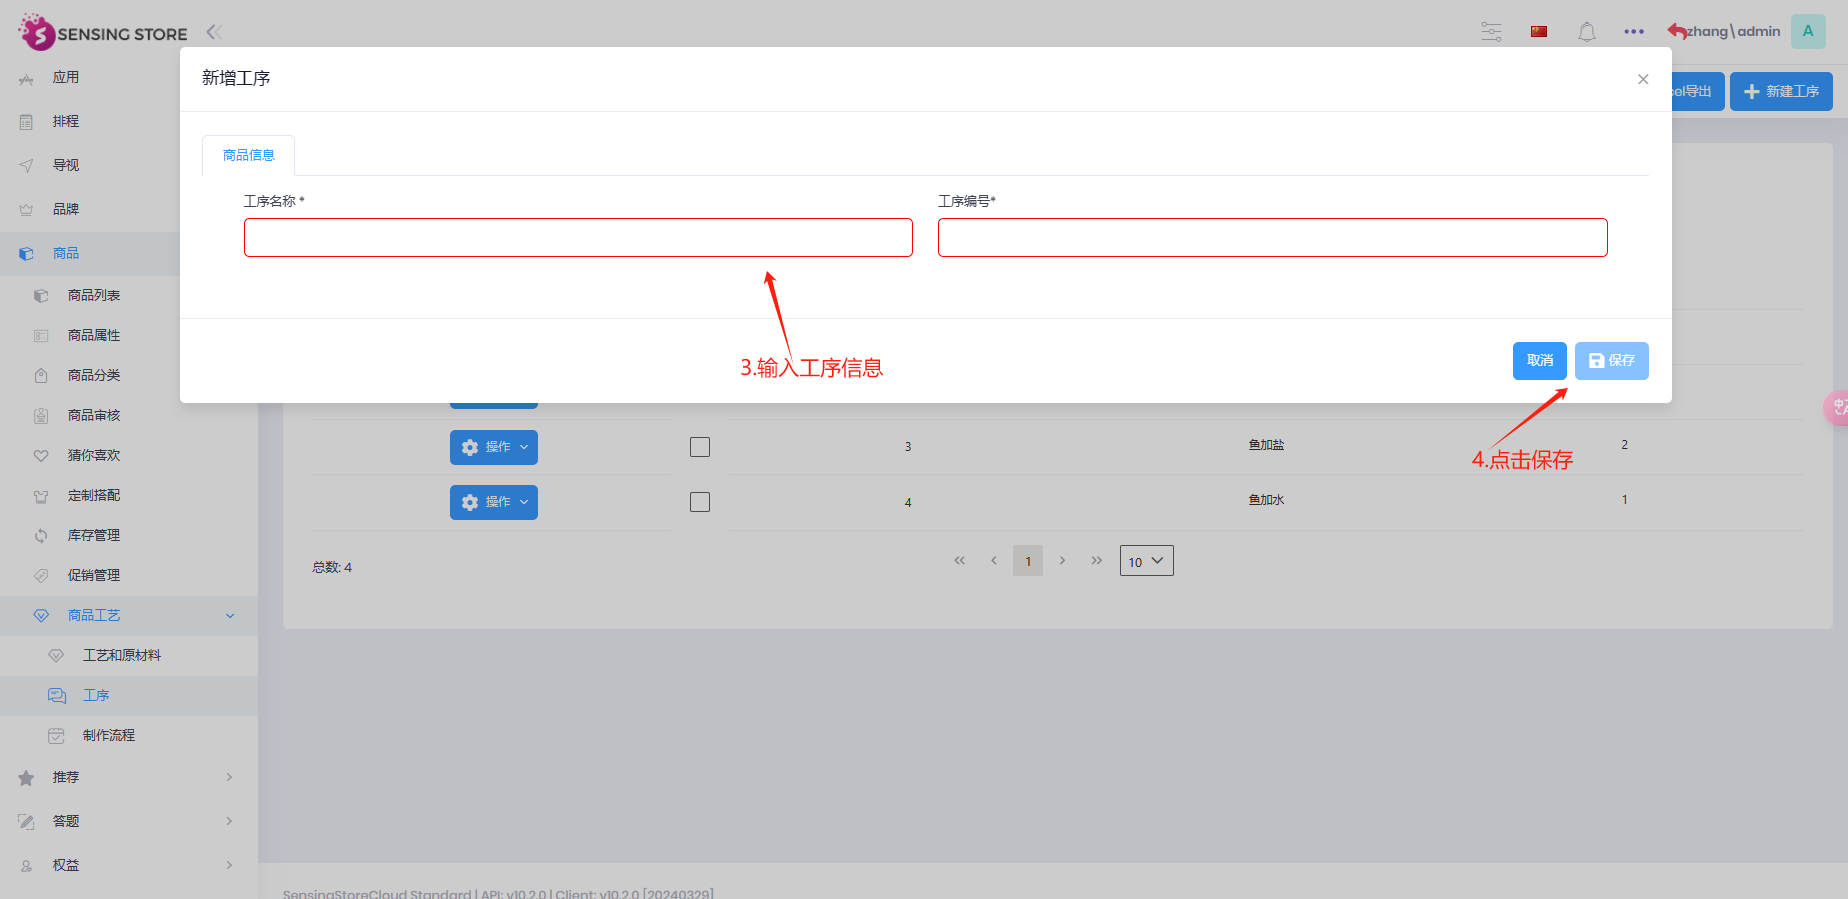 SENSING STORE
zhang\admin
A
应用
排程
导视
品牌
商品
商品列表
商品属性
商品分类
商品审核
猜你喜欢
定制搭配
库存管理
促销管理
商品工艺
工艺和原材料
工序
制作流程
推荐
答题
权益
cel导出
新建工序
新增工序
商品信息
工序名称 *
工序编号*
3.输入工序信息
取消
保存
4.点击保存
操作
3
鱼加盐
2
操作
4
鱼加水
1
总数: 4
1
10
SensingStoreCloud Standard | API: v10.2.0 | Client: v10.2.0 [20240329]